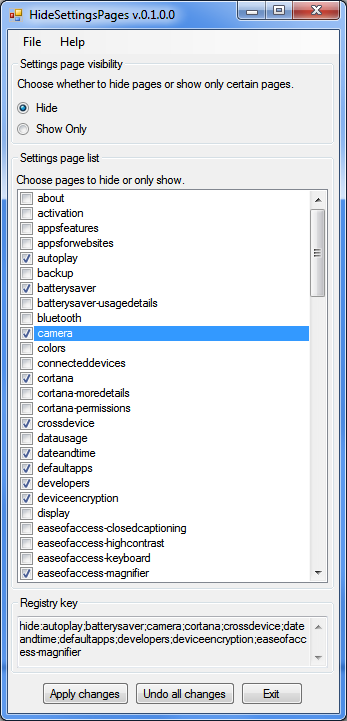 HideSettingsPages v.0.1.0.0
File Help
Settings page visibility
Choose whether to hide pages or show only certain pages.
Hide
Show Only
Settings page list
Choose pages to hide or only show.
about
activation
appsfeatures
appsforwebsites
autoplay
backup
batterysaver
batterysaver-usagedetails
bluetooth
camera
colors
connecteddevices
cortana
cortana-moredetails
cortana-permissions
crossdevice
datausage
dateandtime
defaultapps
developers
deviceencryption
display
easeofaccess-closedcaptioning
easeofaccess-highcontrast
easeofaccess-keyboard
easeofaccess-magnifier
Registry key
hide:autoplay;batterysaver;camera;cortana;crossdevice;date
andtime;defaultapps;developers;deviceencryption;easeofacc
ess-magnifier
Apply changes Undo all changes Exit